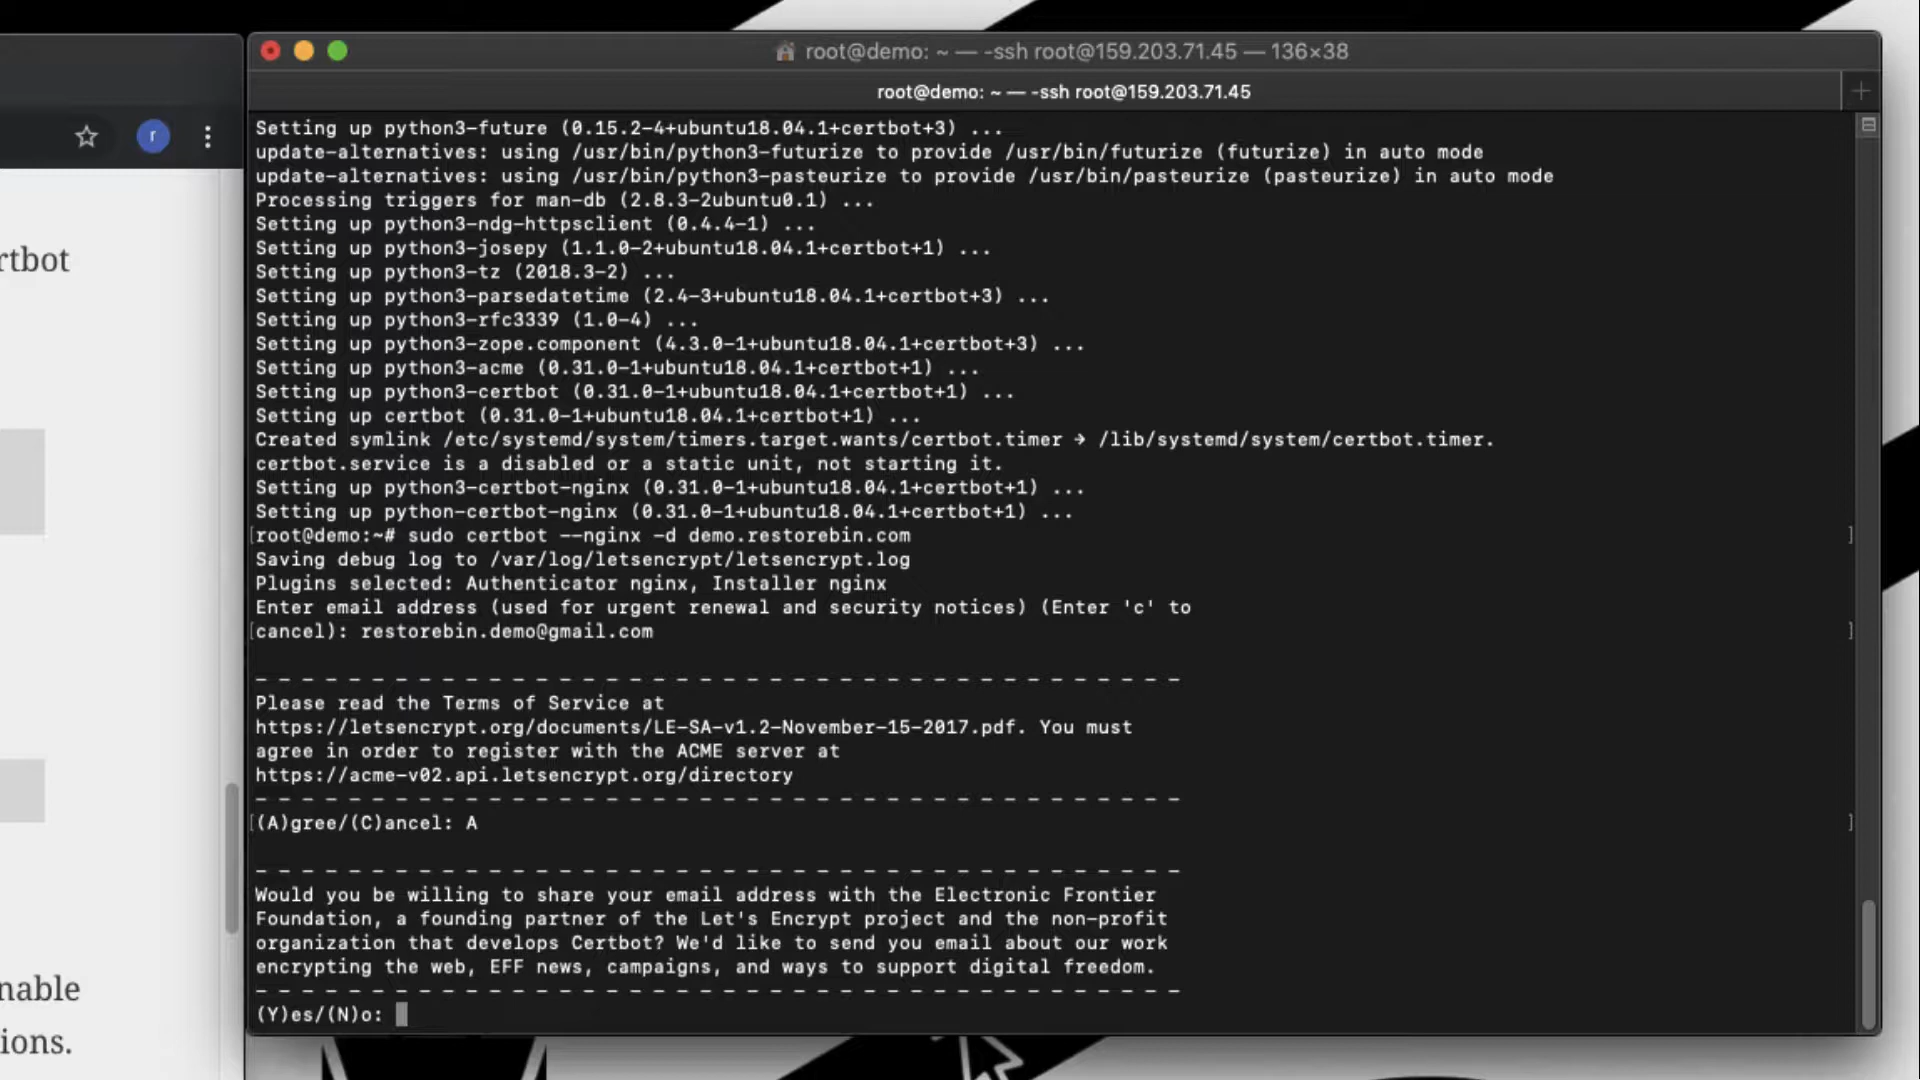 root@demo: ~ — -ssh root@159.203.71.45 — 136×38
root@demo: ~ — -ssh root@159.203.71.45
r
rtbot
nable
ions.
Setting up python3-future (0.15.2-4+ubuntu18.04.1+certbot+3) ...
update-alternatives: using /usr/bin/python3-futurize to provide /usr/bin/futurize (futurize) in auto mode
update-alternatives: using /usr/bin/python3-pasteurize to provide /usr/bin/pasteurize (pasteurize) in auto mode
Processing triggers for man-db (2.8.3-2ubuntu0.1) ...
Setting up python3-ndg-httpsclient (0.4.4-1) ...
Setting up python3-josepy (1.1.0-2+ubuntu18.04.1+certbot+1) ...
Setting up python3-tz (2018.3-2) ...
Setting up python3-parsedatetime (2.4-3+ubuntu18.04.1+certbot+3) ...
Setting up python3-rfc3339 (1.0-4) ...
Setting up python3-zope.component (4.3.0-1+ubuntu18.04.1+certbot+3) ...
Setting up python3-acme (0.31.0-1+ubuntu18.04.1+certbot+1) ...
Setting up python3-certbot (0.31.0-1+ubuntu18.04.1+certbot+1) ...
Setting up certbot (0.31.0-1+ubuntu18.04.1+certbot+1) ...
Created symlink /etc/systemd/system/timers.target.wants/certbot.timer → /lib/systemd/system/certbot.timer.
certbot.service is a disabled or a static unit, not starting it.
Setting up python3-certbot-nginx (0.31.0-1+ubuntu18.04.1+certbot+1) ...
Setting up python-certbot-nginx (0.31.0-1+ubuntu18.04.1+certbot+1) ...
[root@demo:~# sudo certbot --nginx -d demo.restorebin.com ]
Saving debug log to /var/log/letsencrypt/letsencrypt.log
Plugins selected: Authenticator nginx, Installer nginx
Enter email address (used for urgent renewal and security notices) (Enter 'c' to
[cancel): restorebin.demo@gmail.com ]
- - - - - - - - - - - - - - - - - - - - - - - - - - - - - - - - - - - - - - - -
Please read the Terms of Service at
https://letsencrypt.org/documents/LE-SA-v1.2-November-15-2017.pdf. You must
agree in order to register with the ACME server at
https://acme-v02.api.letsencrypt.org/directory
- - - - - - - - - - - - - - - - - - - - - - - - - - - - - - - - - - - - - - - -
[(A)gree/(C)ancel: A ]
- - - - - - - - - - - - - - - - - - - - - - - - - - - - - - - - - - - - - - - -
Would you be willing to share your email address with the Electronic Frontier
Foundation, a founding partner of the Let's Encrypt project and the non-profit
organization that develops Certbot? We'd like to send you email about our work
encrypting the web, EFF news, campaigns, and ways to support digital freedom.
- - - - - - - - - - - - - - - - - - - - - - - - - - - - - - - - - - - - - - - -
(Y)es/(N)o: